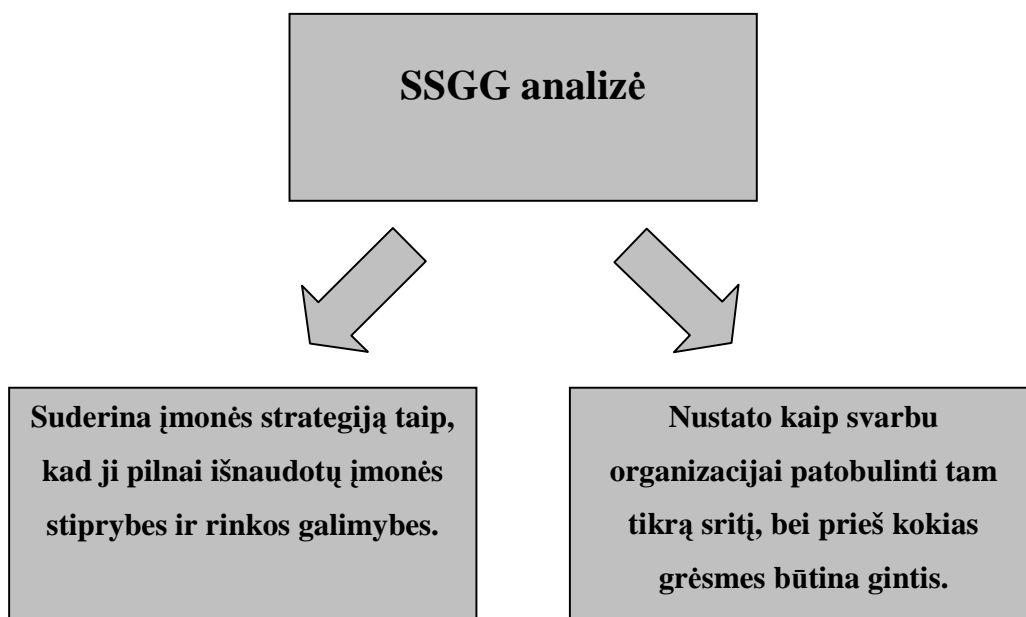 SSGG analizė
Suderina įmonės strategiją taip,
kad ji pilnai išnaudotų įmonės
stiprybes ir rinkos galimybes.
Nustato kaip svarbu
organizacijai patobulinti tam
tikrą sritį, bei prieš kokias
grėsmes būtina gintis.